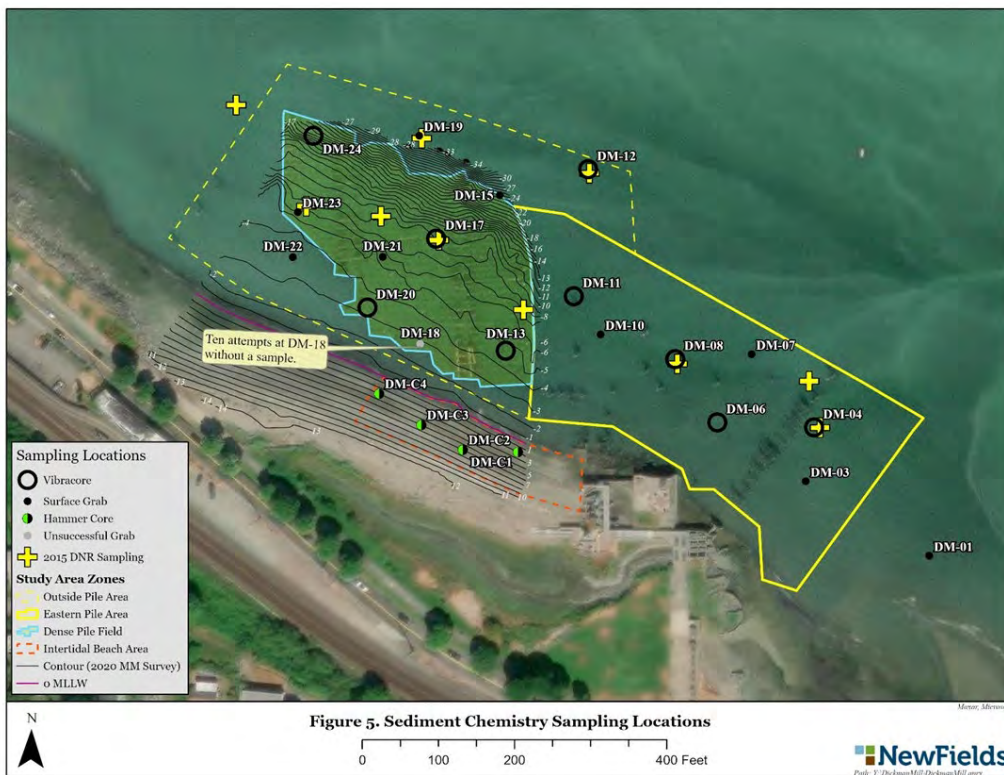 DM-19
DM-24
DM-12
DM-15
DM-23
DM-17
DM-22
DM-21
DM-11
DM-20
DM-10
DM-18
Ten attempts at DM-18
without a sample.
DM-13
DM-08
DM-07
DM-C4
DM-06
DM-04
DM-C3
DM-C2
DM-C1
DM-03
DM-01
Sampling Locations
Vibracore
Surface Grab
Hammer Core
Unsuccessful Grab
2015 DNR Sampling
Study Area Zones
Outside Pile Area
Eastern Pile Area
Dense Pile Field
Intertidal Beach Area
Contour (2020 MM Survey)
0 MLLW
N
Figure 5. Sediment Chemistry Sampling Locations
0 100 200 400 Feet
NewFields